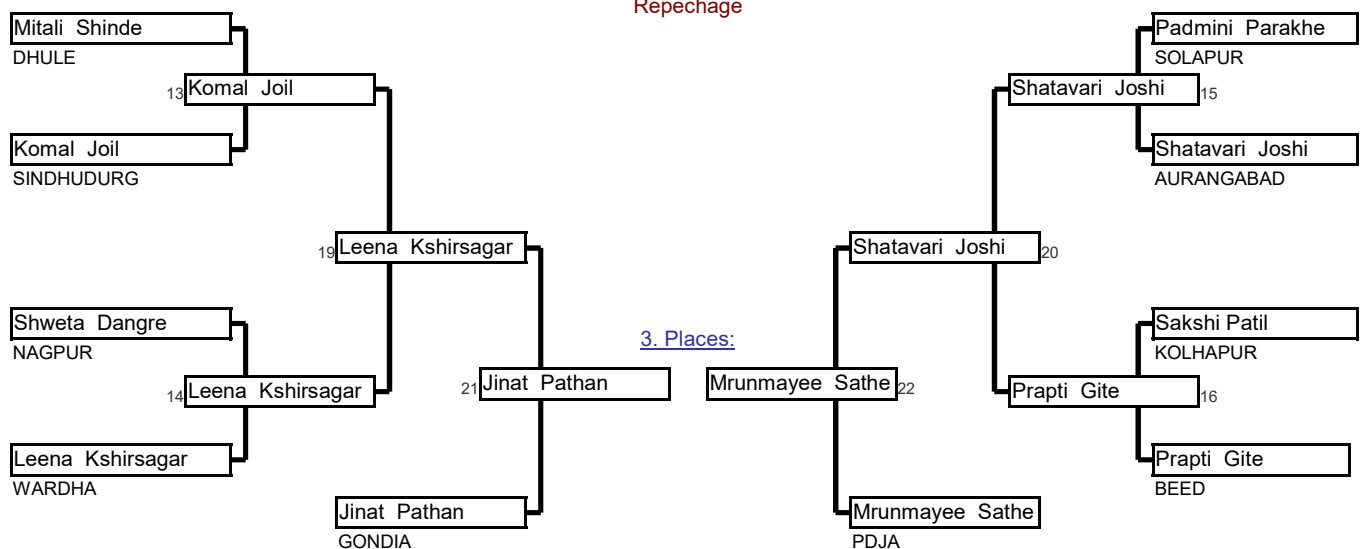 Repechage
Mitali Shinde
Padmini Parakhe
DHULE
SOLAPUR
13 Komal Joil
Shatavari Joshi 15
Komal Joil
Shatavari Joshi
SINDHUDURG
AURANGABAD
19 Leena Kshirsagar
Shatavari Joshi 20
Shweta Dangre
Sakshi Patil
NAGPUR
3. Places:
KOLHAPUR
14 Leena Kshirsagar
21 Jinat Pathan
Mrunmayee Sathe 22
Prapti Gite 16
Leena Kshirsagar
Prapti Gite
WARDHA
BEED
Jinat Pathan
Mrunmayee Sathe
GONDIA
PDJA